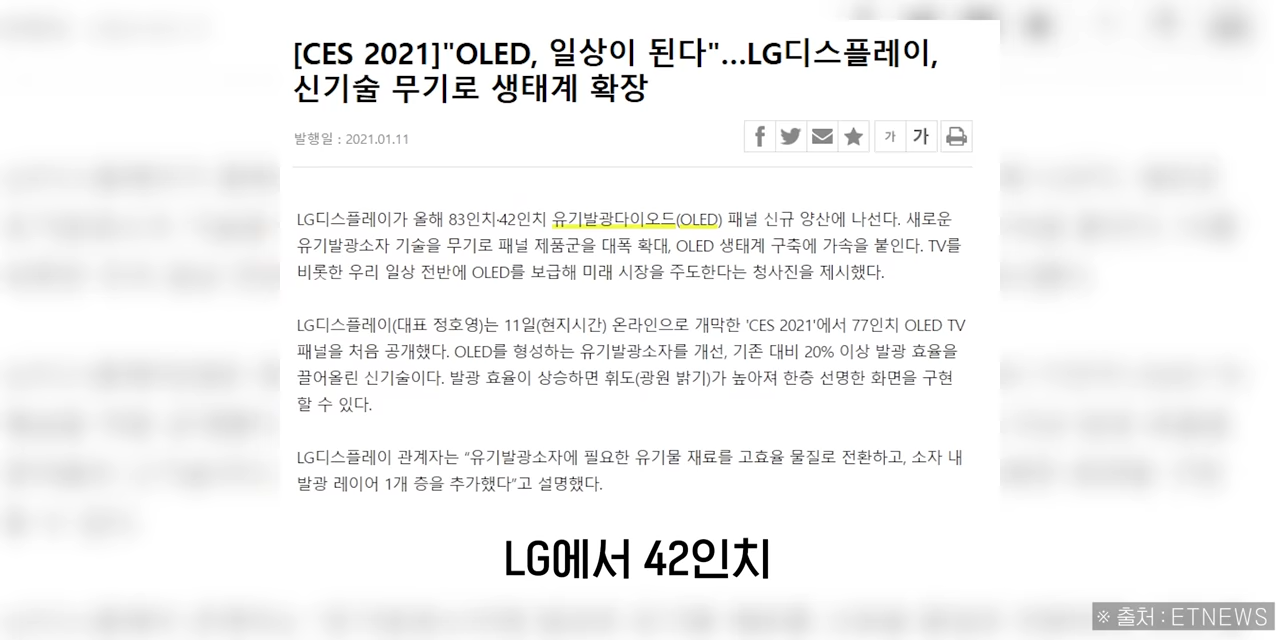 [CES 2021]"OLED, 일상이 된다"...LG디스플레이,
신기술 무기로 생태계 확장
발행일 : 2021.01.11
가 가
LG디스플레이가 올해 83인치·42인치 유기발광다이오드(OLED) 패널 신규 양산에 나선다. 새로운
유기발광소자 기술을 무기로 패널 제품군을 대폭 확대, OLED 생태계 구축에 가속을 붙인다. TV를
비롯한 우리 일상 전반에 OLED를 보급해 미래 시장을 주도한다는 청사진을 제시했다.
LG디스플레이(대표 정호영)는 11일(현지시간) 온라인으로 개막한 'CES 2021'에서 77인치 OLED TV
패널을 처음 공개했다. OLED를 형성하는 유기발광소자를 개선, 기존 대비 20% 이상 발광 효율을
끌어올린 신기술이다. 발광 효율이 상승하면 휘도(광원 밝기)가 높아져 한층 선명한 화면을 구현
할 수 있다.
LG디스플레이 관계자는 “유기발광소자에 필요한 유기물 재료를 고효율 물질로 전환하고, 소자 내
발광 레이어 1개 층을 추가했다”고 설명했다.
LG에서 42인치
※ 출처 : ETNEWS